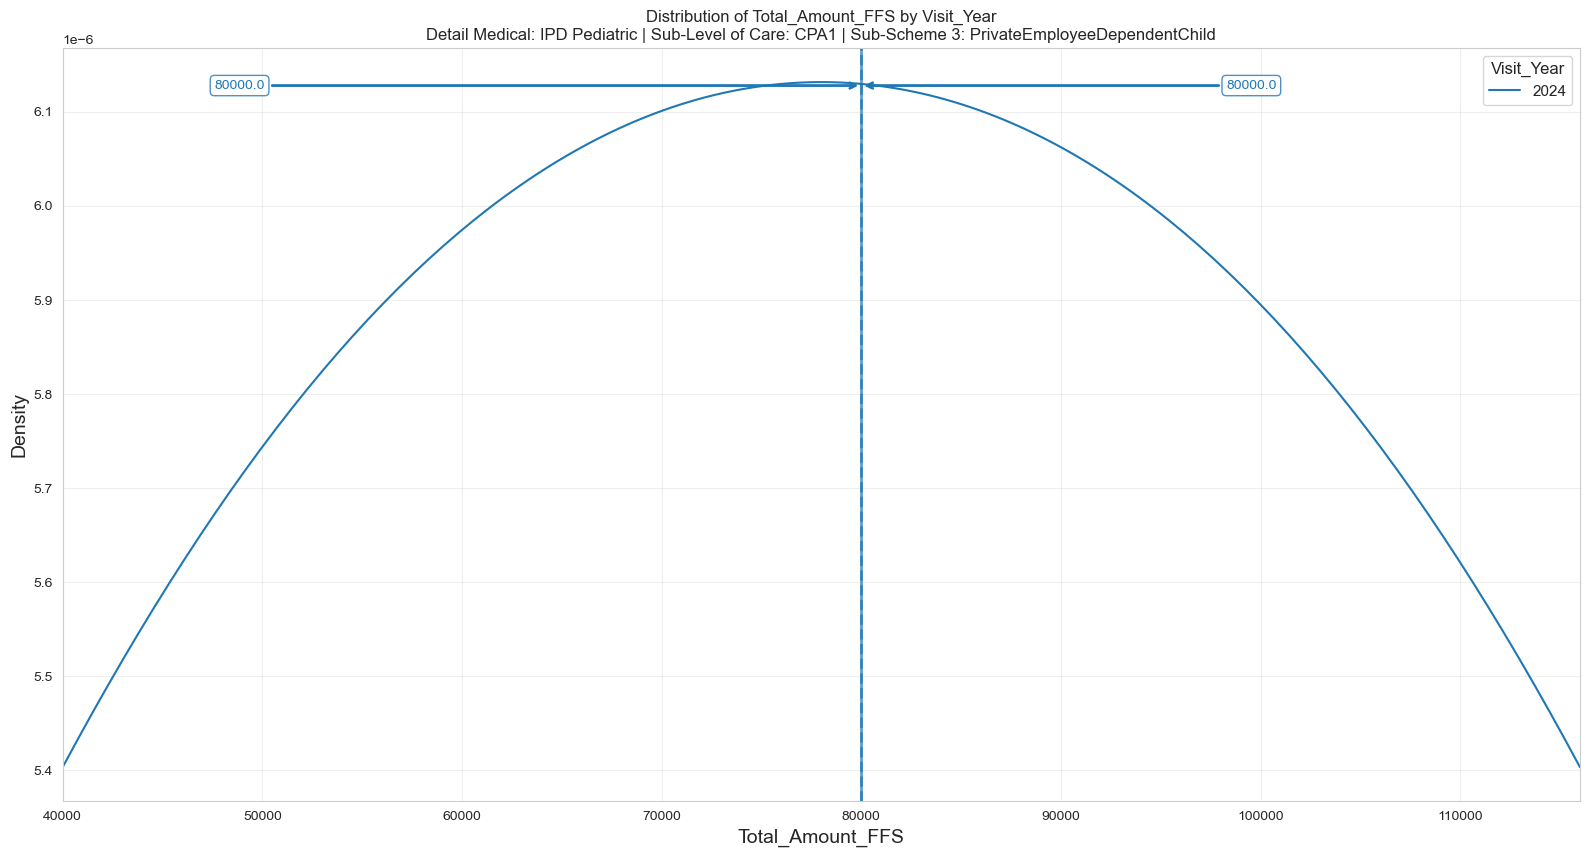 Distribution of Total_Amount_FFS by Visit_Year
Detail Medical: IPD Pediatric | Sub-Level of Care: CPA1 | Sub-Scheme 3: PrivateEmployeeDependentChild
1e−6
80000.0
80000.0
Visit_Year
2024
6.1
6.0
5.9
5.8
5.7
5.6
5.5
5.4
Density
40000 50000 60000 70000 80000 90000 100000 110000
Total_Amount_FFS